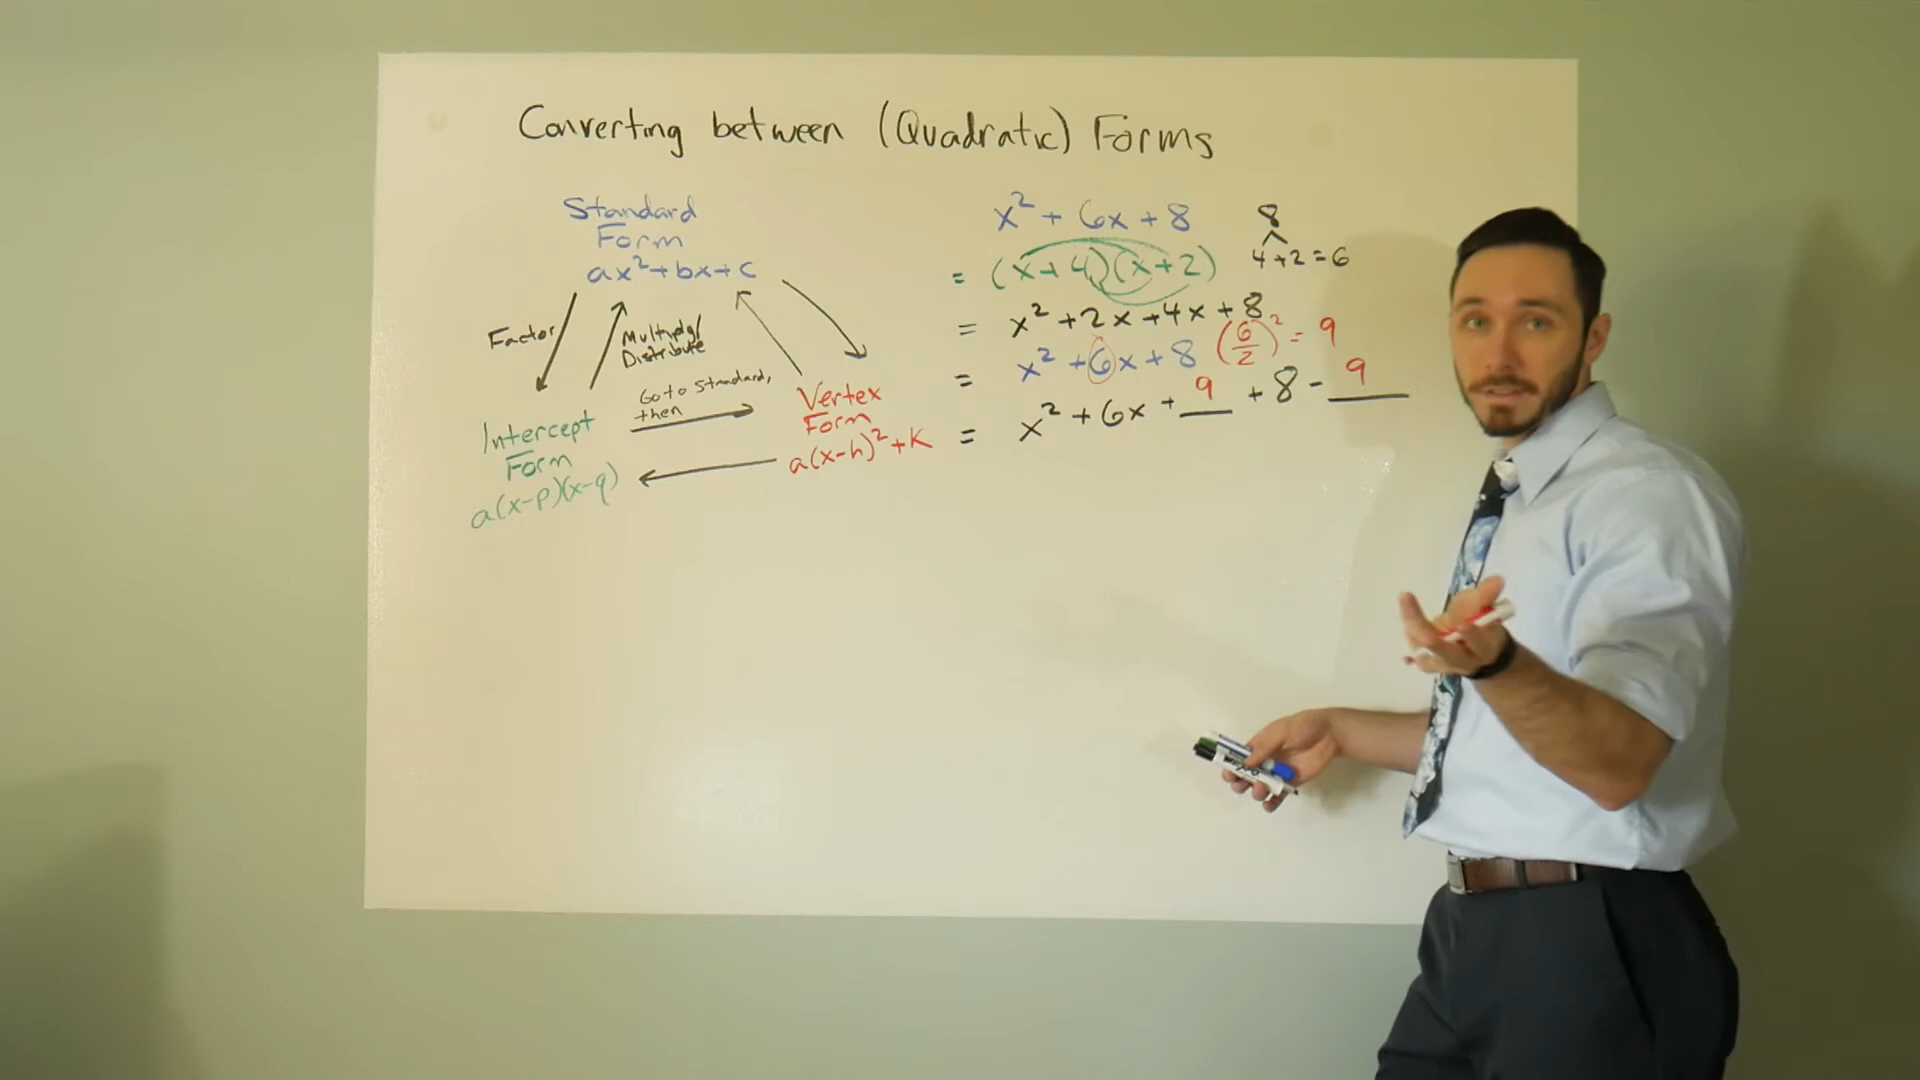 Converting between (Quadratic) Forms
Standard
Form
ax²+bx+c
Factor
Multiply/
Distribute
Go to Standard,
then
Intercept
Form
a(x-p)(x-q)
Vertex
Form
a(x-h)²+k
x² + 6x + 8
8
4+2=6
= (x+4)(x+2)
= x² +2x +4x +8
= x² +6x + 8 (6/2)² = 9
= x² + 6x + 9 + 8 - 9